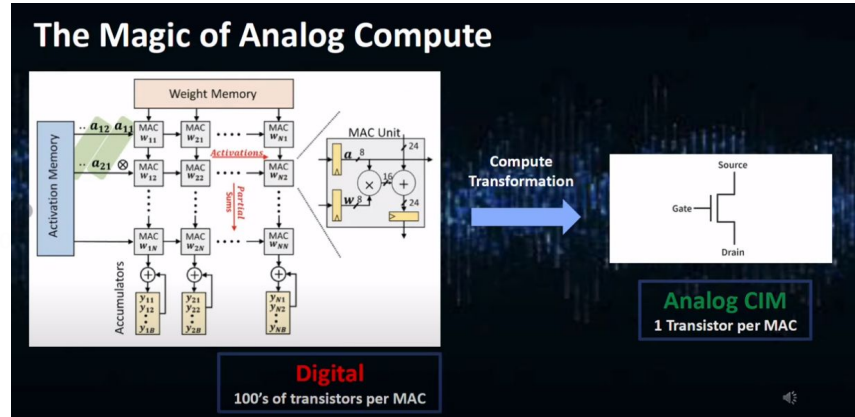 The Magic of Analog Compute
Weight Memory
Activation Memory
.. a12 a11
.. a21 ⊗
MAC w11
MAC w21
MAC wN1
Activations
MAC w12
MAC w22
MAC wN2
Partial Sums
MAC w1N
MAC w2N
MAC wNN
Accumulators
y11
y12
y1B
y21
y22
y2B
yN1
yN2
yNB
MAC Unit
a 8
24
×
16
+
w 8
24
Digital
100's of transistors per MAC
Compute
Transformation
Source
Gate
Drain
Analog CIM
1 Transistor per MAC